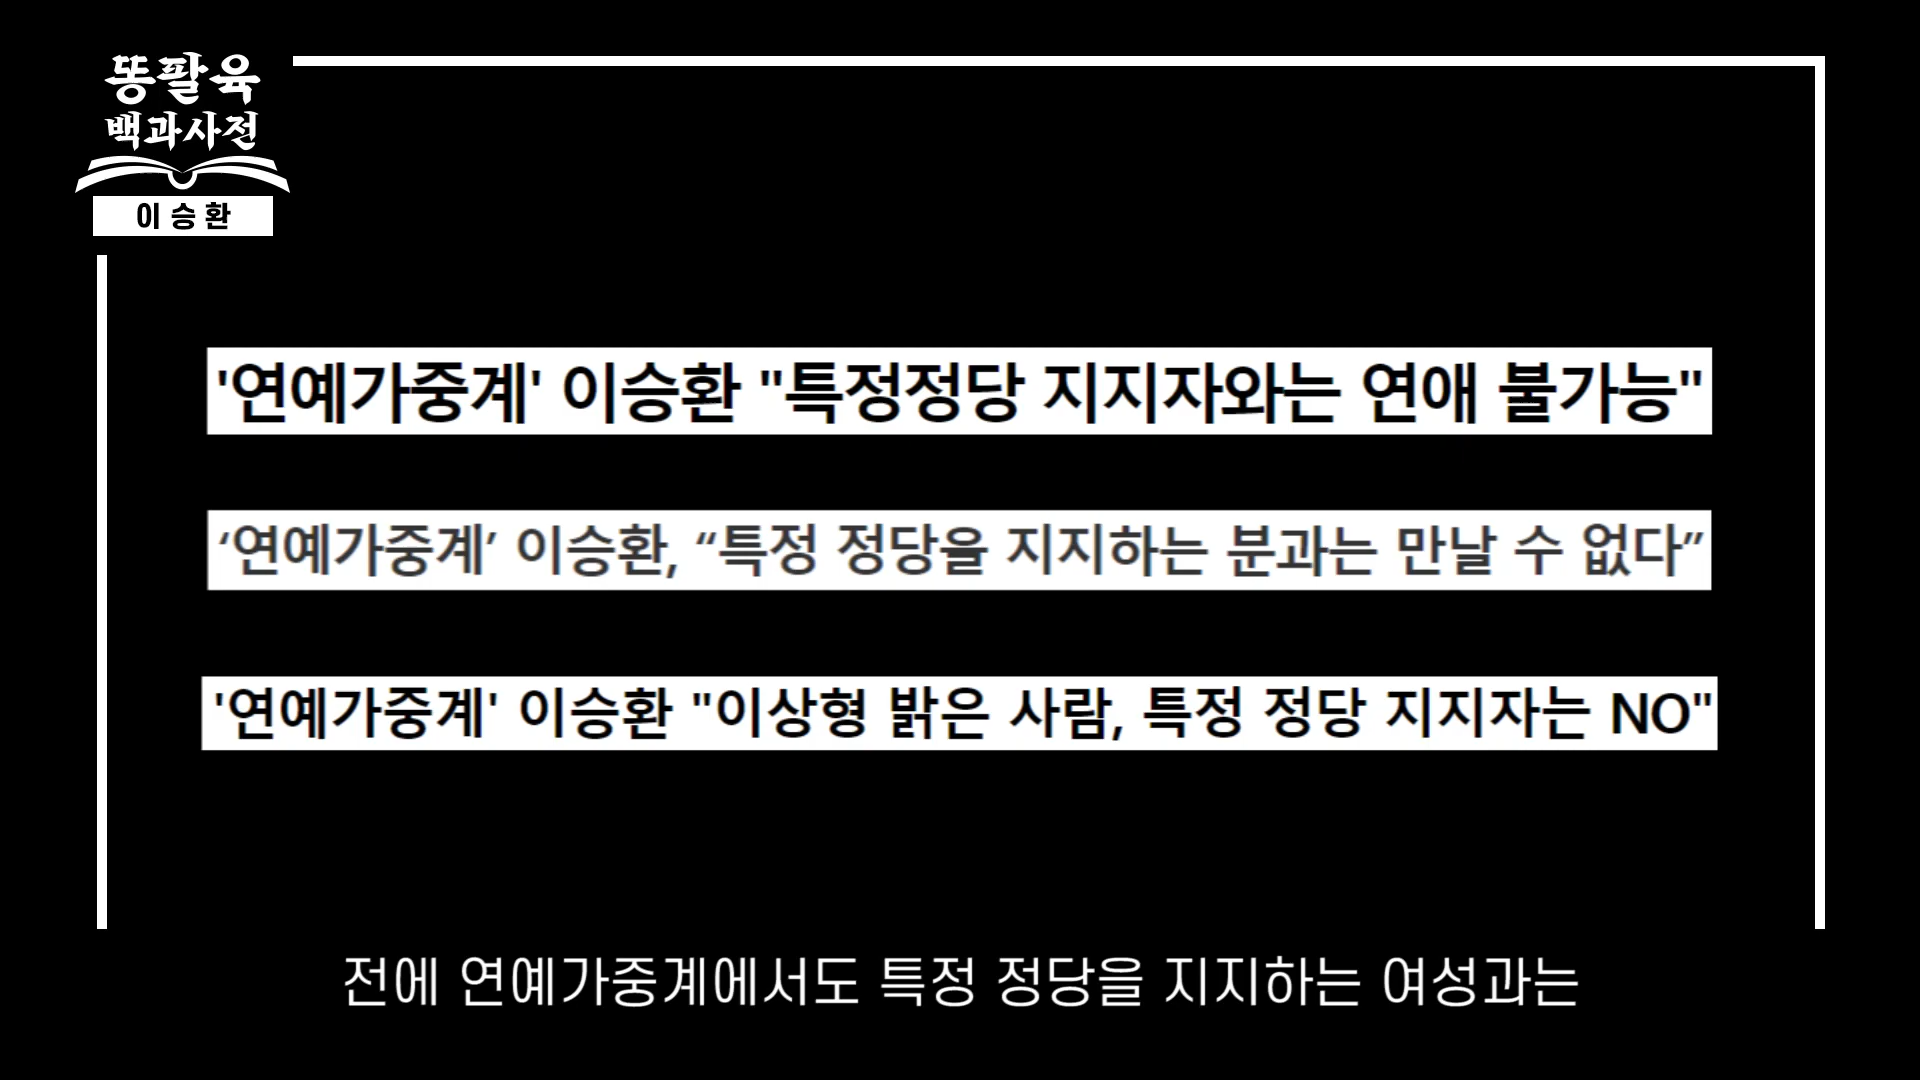 똥팔육
백과사전
이승환
'연예가중계' 이승환 "특정정당 지지자와는 연애 불가능"
‘연예가중계’ 이승환, “특정 정당을 지지하는 분과는 만날 수 없다”
'연예가중계' 이승환 "이상형 밝은 사람, 특정 정당 지지자는 NO"
전에 연예가중계에서도 특정 정당을 지지하는 여성과는